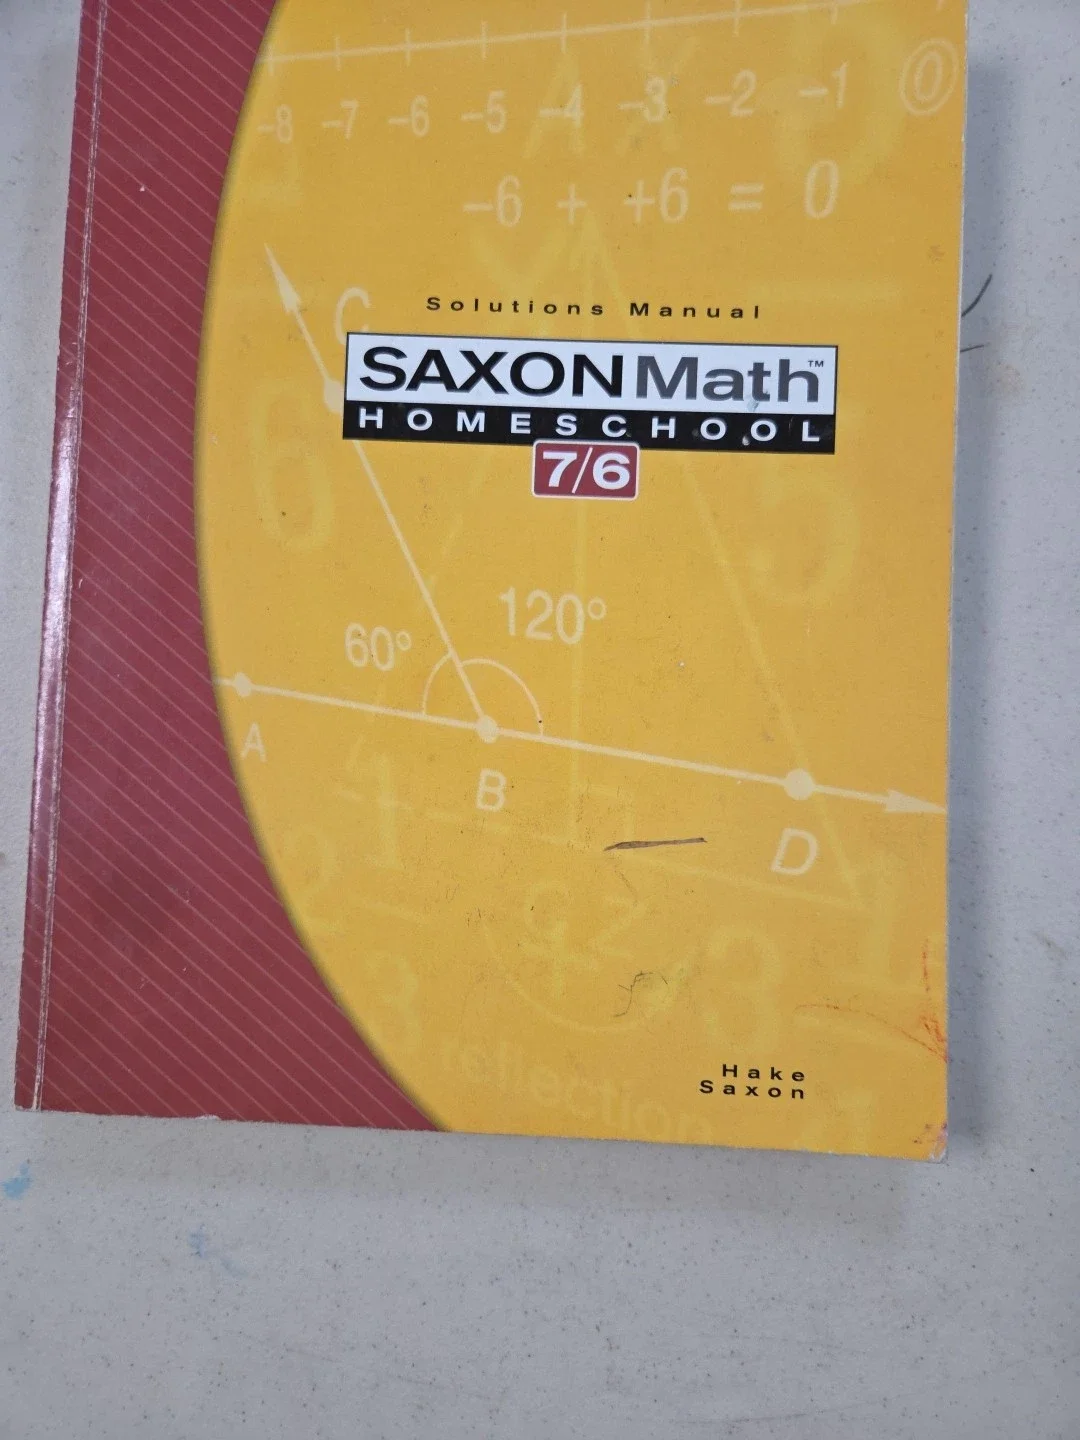 -8 -7 -6 -5 -4 -3 -2 -1 0
-6 + +6 = 0
C
Solutions Manual
SAXON Math™
HOMESCHOOL
7/6
120°
60°
A
B
D
Hake
Saxon